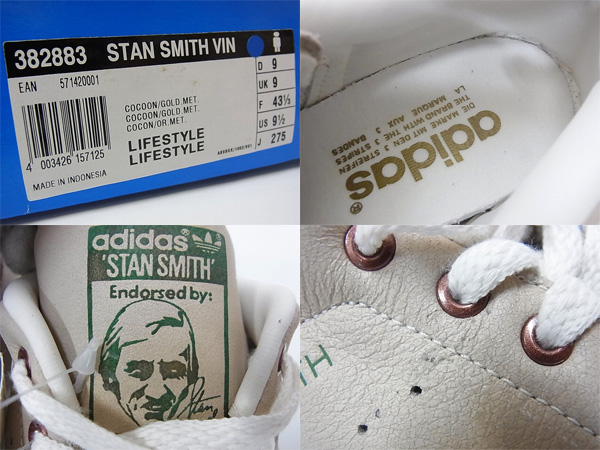 382883 STAN SMITH VIN
EAN 571420001
COCOON/GOLD.MET.
COCOON/GOLD.MET.
COCON/OR MET.
LIFESTYLE
LIFESTYLE
4 003426 157125
MADE IN INDONESIA
D 9
UK 9
F 43⅓
US 9½
J 275
adidas®
DIE MARKE MIT DEN 3 STREIFEN
THE BRAND WITH THE 3 STRIPES
LA MARQUE AUX 3 BANDES
adidas
'STAN SMITH'
Endorsed by:
Stan
TH